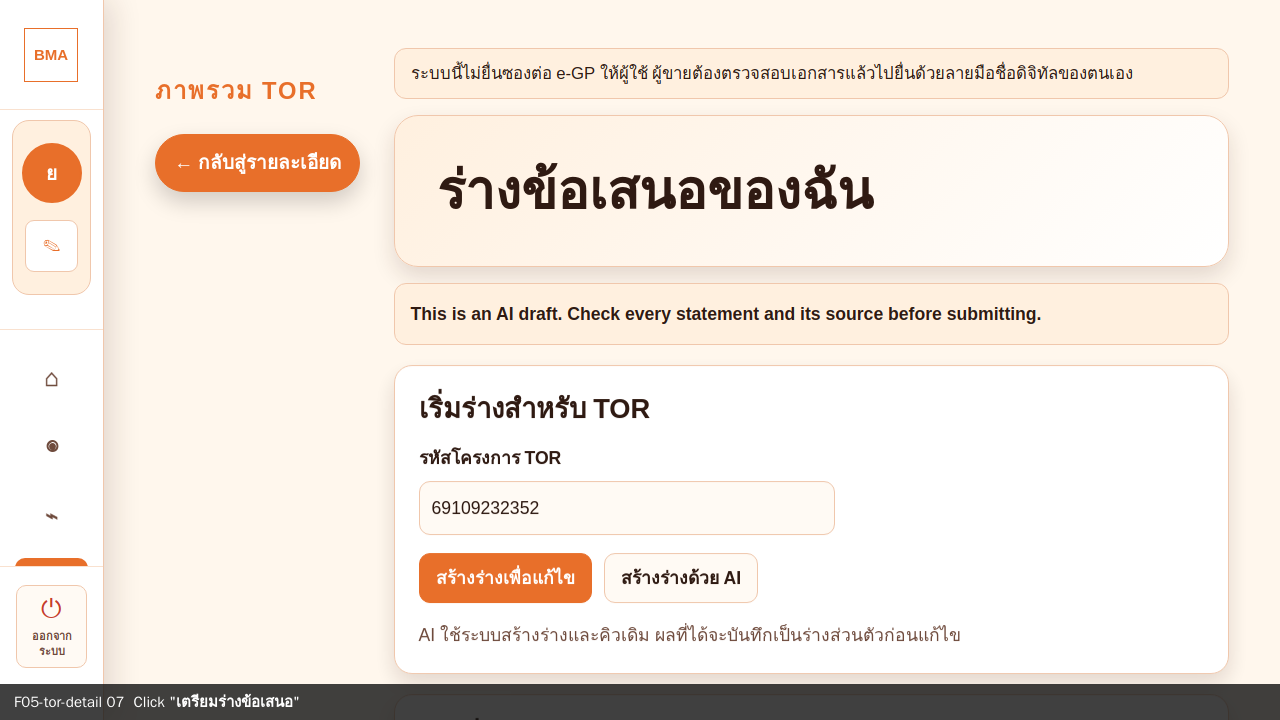 BMA
ย
ออกจาก
ระบบ
ภาพรวม TOR
← กลับสู่รายละเอียด
ระบบนี้ไม่ยื่นซองต่อ e-GP ให้ผู้ใช้ ผู้ขายต้องตรวจสอบเอกสารแล้วไปยื่นด้วยลายมือชื่อดิจิทัลของตนเอง
ร่างข้อเสนอของฉัน
This is an AI draft. Check every statement and its source before submitting.
เริ่มร่างสำหรับ TOR
รหัสโครงการ TOR
69109232352
สร้างร่างเพื่อแก้ไข
สร้างร่างด้วย AI
AI ใช้ระบบสร้างร่างและคิวเดิม ผลที่ได้จะบันทึกเป็นร่างส่วนตัวก่อนแก้ไข
F05-tor-detail 07 Click "เตรียมร่างข้อเสนอ"